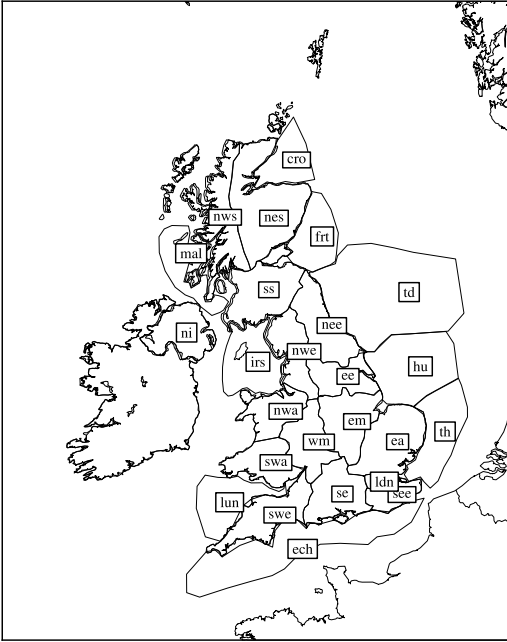 cro
nws
nes
frt
mal
ss
td
nee
ni
nwe
irs
hu
ee
nwa
em
th
wm
ea
swa
ldn
see
se
lun
swe
ech